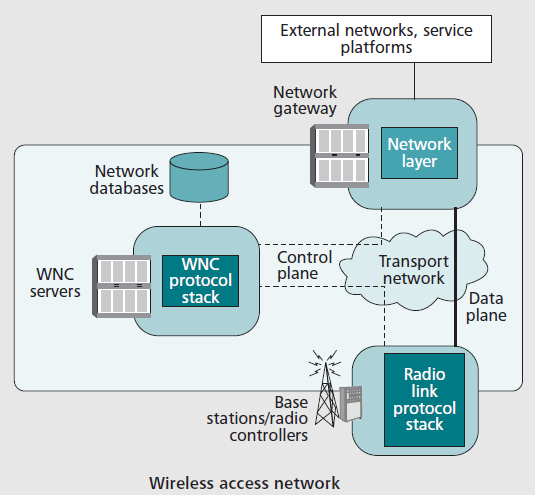 External networks, service
platforms
Network
gateway
Network
layer
Network
databases
WNC
servers
WNC
protocol
stack
Control
plane
Transport
network
Data
plane
Radio
link
protocol
stack
Base
stations/radio
controllers
Wireless access network